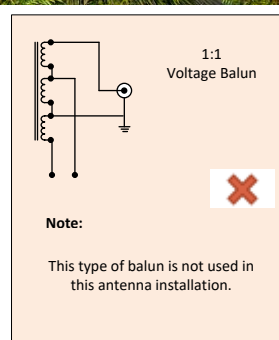 1:1
Voltage Balun
Note:
This type of balun is not used in
this antenna installation.